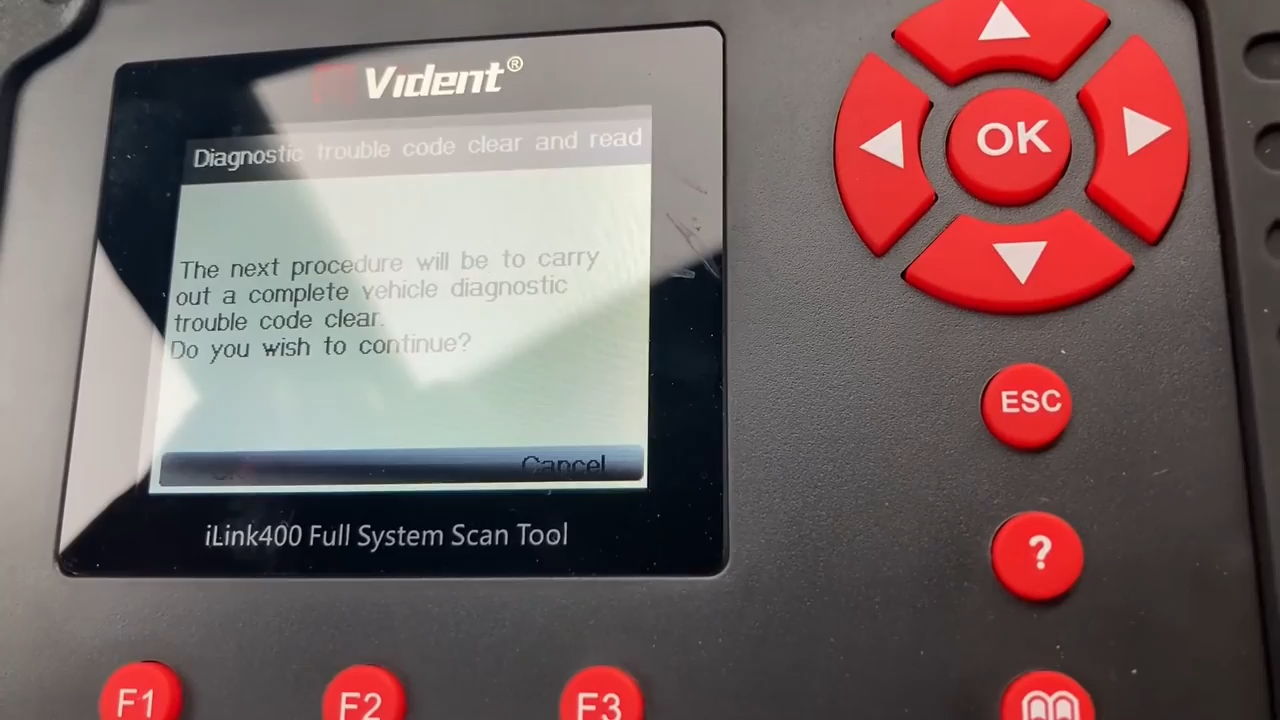 Vident®
Diagnostic trouble code clear and read
The next procedure will be to carry
out a complete vehicle diagnostic
trouble code clear.
Do you wish to continue?
Cancel
iLink400 Full System Scan Tool
OK
ESC
?
F1
F2
F3